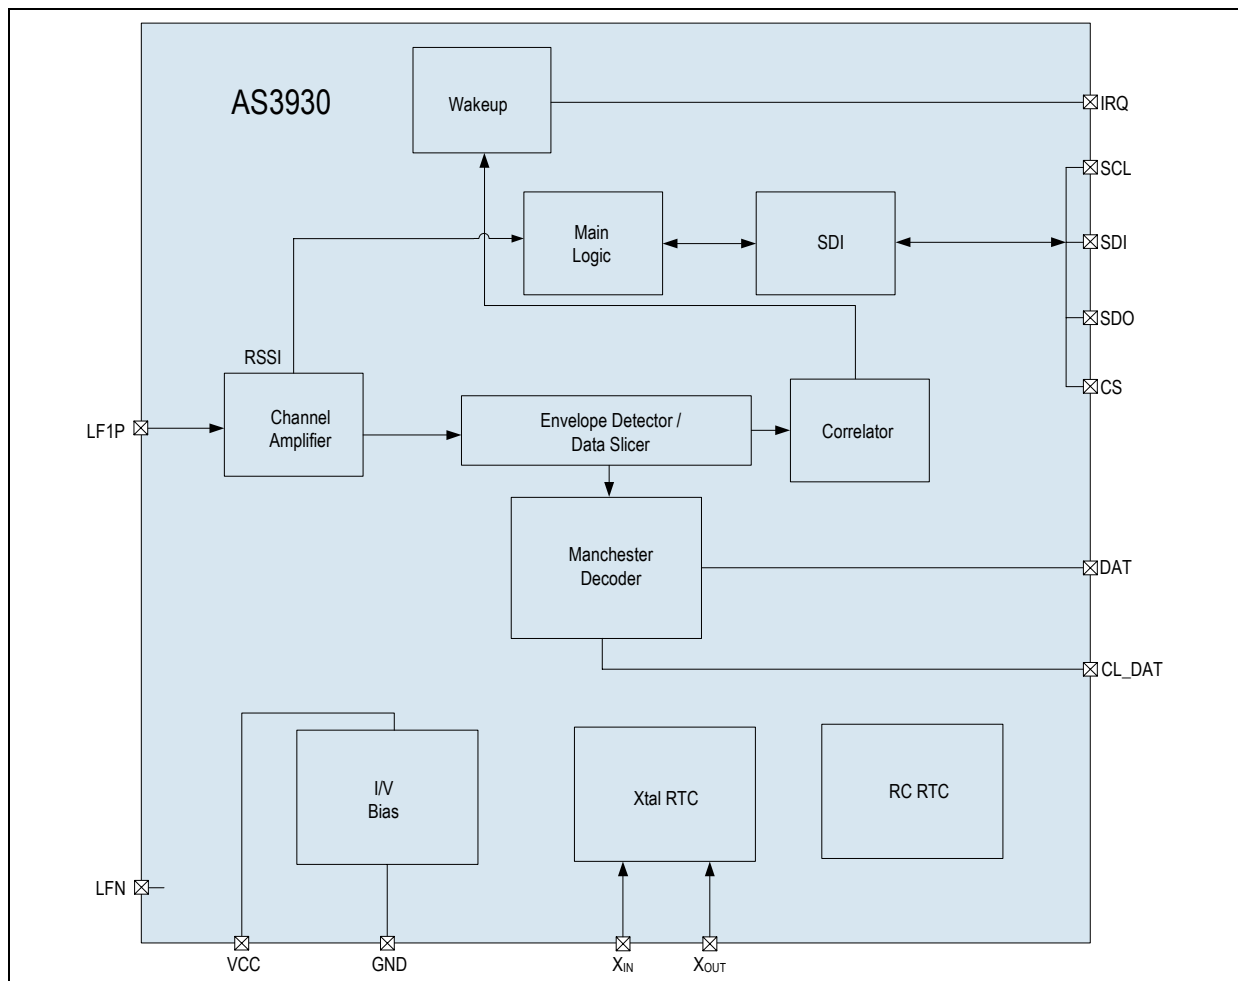 AS3930
Wakeup
IRQ
SCL
Main
Logic
SDI
SDI
SDO
RSSI
CS
LF1P
Channel
Amplifier
Envelope Detector /
Data Slicer
Correlator
Manchester
Decoder
DAT
CL_DAT
I/V
Bias
Xtal RTC
RC RTC
LFN
VCC
GND
XIN
XOUT